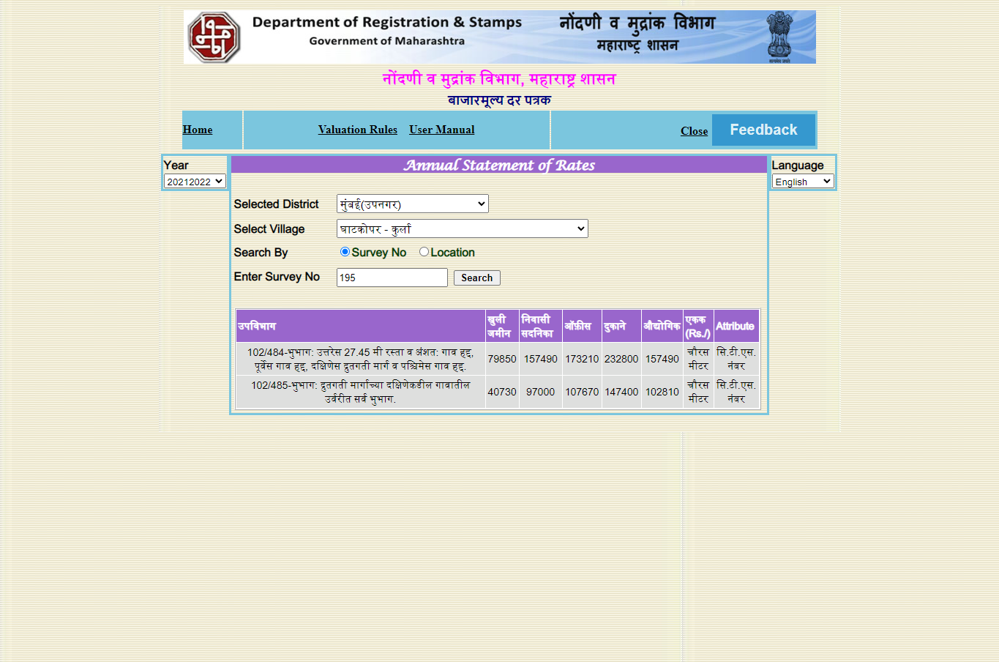 Department of Registration & Stamps
Government of Maharashtra
नोंदणी व मुद्रांक विभाग
महाराष्ट्र शासन
नोंदणी व मुद्रांक विभाग, महाराष्ट्र शासन
बाजारमूल्य दर पत्रक
Home Valuation Rules User Manual Close Feedback
Year
20212022
Annual Statement of Rates
Language
English
Selected District मुंबई(उपनगर)
Select Village घाटकोपर - कुर्ला
Search By Survey No Location
Enter Survey No 195 Search
उपविभाग खुली जमीन निवासी सदनिका ऑफ़ीस दुकाने औद्योगिक एकक (Rs./) Attribute
102/484-भुभाग: उत्तरेस 27.45 मी रस्ता व अंशत: गाव हद्द, पूर्वेस गाव हद्द, दक्षिणेस द्रुतगती मार्ग व पश्चिमेस गाव हद्द. 79850 157490 173210 232800 157490 चौरस मीटर सि.टी.एस. नंबर
102/485-भुभाग: द्रुतगती मार्गाच्या दक्षिणेकडील गावातील उर्वरीत सर्व भुभाग. 40730 97000 107670 147400 102810 चौरस मीटर सि.टी.एस. नंबर